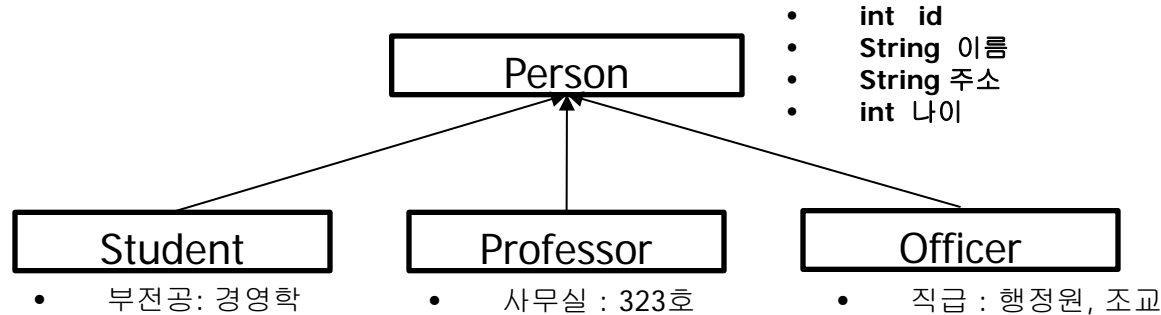 • int id
• String 이름
• String 주소
• int 나이
Person
Student
Professor
Officer
• 부전공: 경영학
• 사무실 : 323호
• 직급 : 행정원, 조교